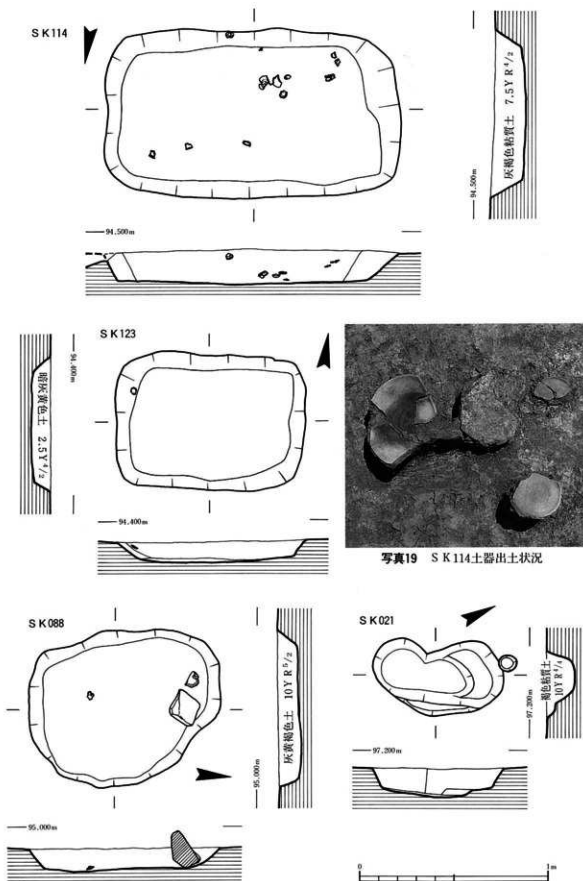 SK114
灰褐色粘質土 7.5YR4/2
94.500m
94.500m
SK123
暗灰黄色土 2.5Y4/2
94.400m
94.400m
写真19 SK114土器出土状況
SK088
灰黄褐色土 10YR5/2
95.000m
95.000m
SK021
褐色粘質土
10YR4/4
97.200m
97.200m
0 1m